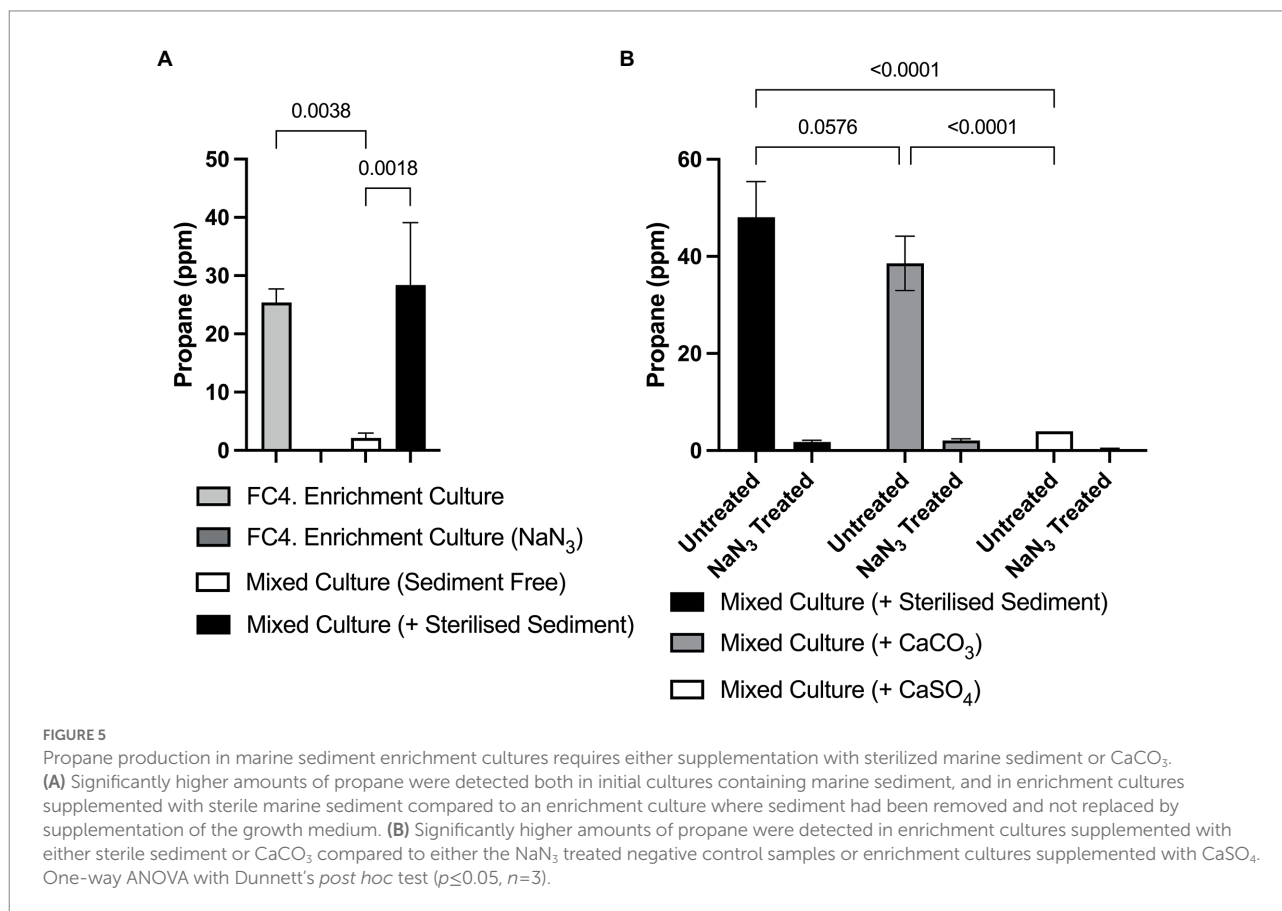 A
0.0038
0.0018
50
40
30
20
10
0
Propane (ppm)
FC4. Enrichment Culture
FC4. Enrichment Culture (NaN₃)
Mixed Culture (Sediment Free)
Mixed Culture (+ Sterilised Sediment)
B
<0.0001
0.0576
<0.0001
60
40
20
0
Propane (ppm)
Untreated
NaN₃ Treated
Untreated
NaN₃ Treated
Untreated
NaN₃ Treated
Mixed Culture (+ Sterilised Sediment)
Mixed Culture (+ CaCO₃)
Mixed Culture (+ CaSO₄)
FIGURE 5
Propane production in marine sediment enrichment cultures requires either supplementation with sterilized marine sediment or CaCO₃.
(A) Significantly higher amounts of propane were detected both in initial cultures containing marine sediment, and in enrichment cultures
supplemented with sterile marine sediment compared to an enrichment culture where sediment had been removed and not replaced by
supplementation of the growth medium. (B) Significantly higher amounts of propane were detected in enrichment cultures supplemented with
either sterile sediment or CaCO₃ compared to either the NaN₃ treated negative control samples or enrichment cultures supplemented with CaSO₄.
One-way ANOVA with Dunnett's post hoc test (p≤0.05, n=3).